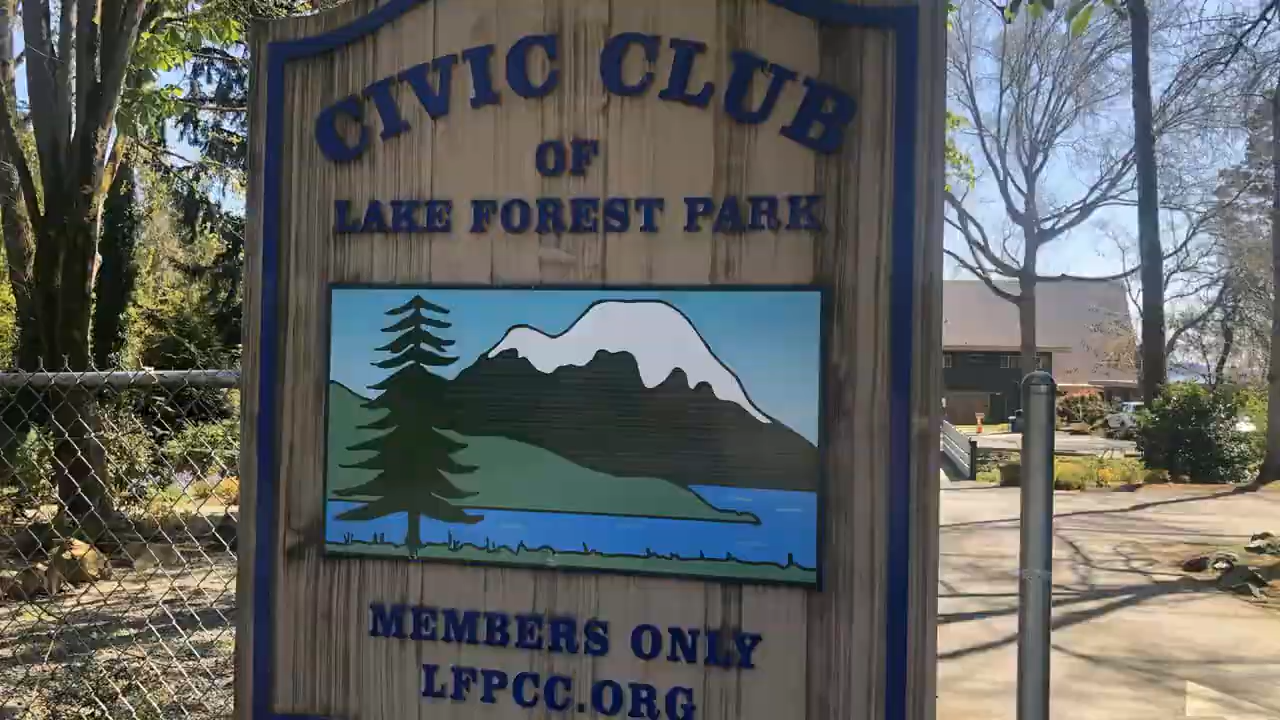 CIVIC CLUB
OF
LAKE FOREST PARK
MEMBERS ONLY
LFPCC.ORG